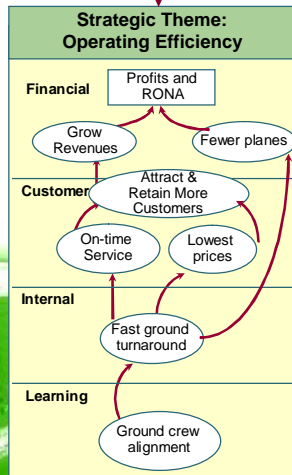 Strategic Theme:
Operating Efficiency
Financial
Profits and
RONA
Grow
Revenues
Fewer planes
Customer
Attract &
Retain More
Customers
On-time
Service
Lowest
prices
Internal
Fast ground
turnaround
Learning
Ground crew
alignment